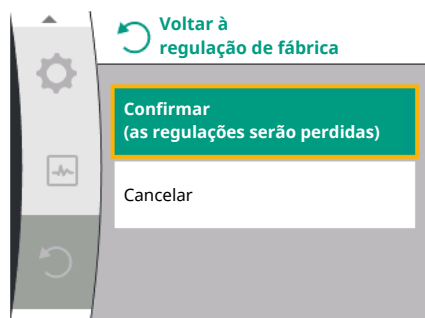 Voltar à
regulação de fábrica
Confirmar
(as regulações serão perdidas)
Cancelar